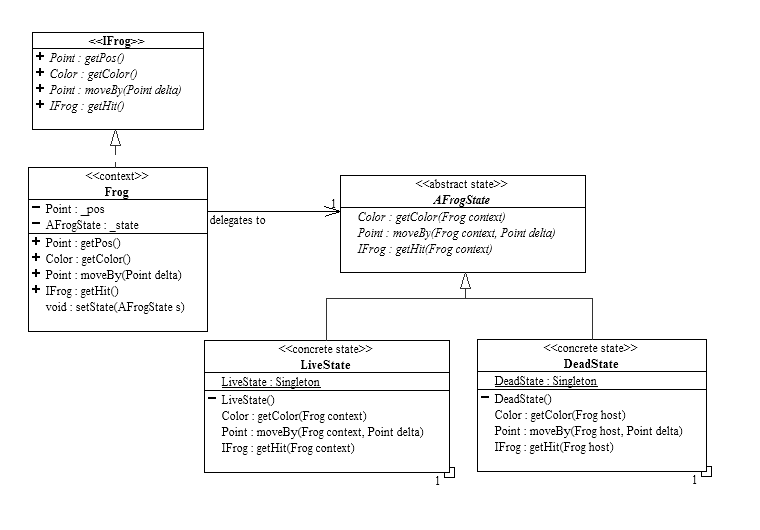 <<IFrog>>
+ Point : getPos()
+ Color : getColor()
+ Point : moveBy(Point delta)
+ IFrog : getHit()
<<context>>
Frog
− Point : _pos
− AFrogState : _state
+ Point : getPos()
+ Color : getColor()
+ Point : moveBy(Point delta)
+ IFrog : getHit()
void : setState(AFrogState s)
1
delegates to
<<abstract state>>
AFrogState
Color : getColor(Frog context)
Point : moveBy(Frog context, Point delta)
IFrog : getHit(Frog context)
<<concrete state>>
LiveState
LiveState : Singleton
− LiveState()
Color : getColor(Frog context)
Point : moveBy(Frog context, Point delta)
IFrog : getHit(Frog context)
1
<<concrete state>>
DeadState
DeadState : Singleton
− DeadState()
Color : getColor(Frog host)
Point : moveBy(Frog host, Point delta)
IFrog : getHit(Frog host)
1